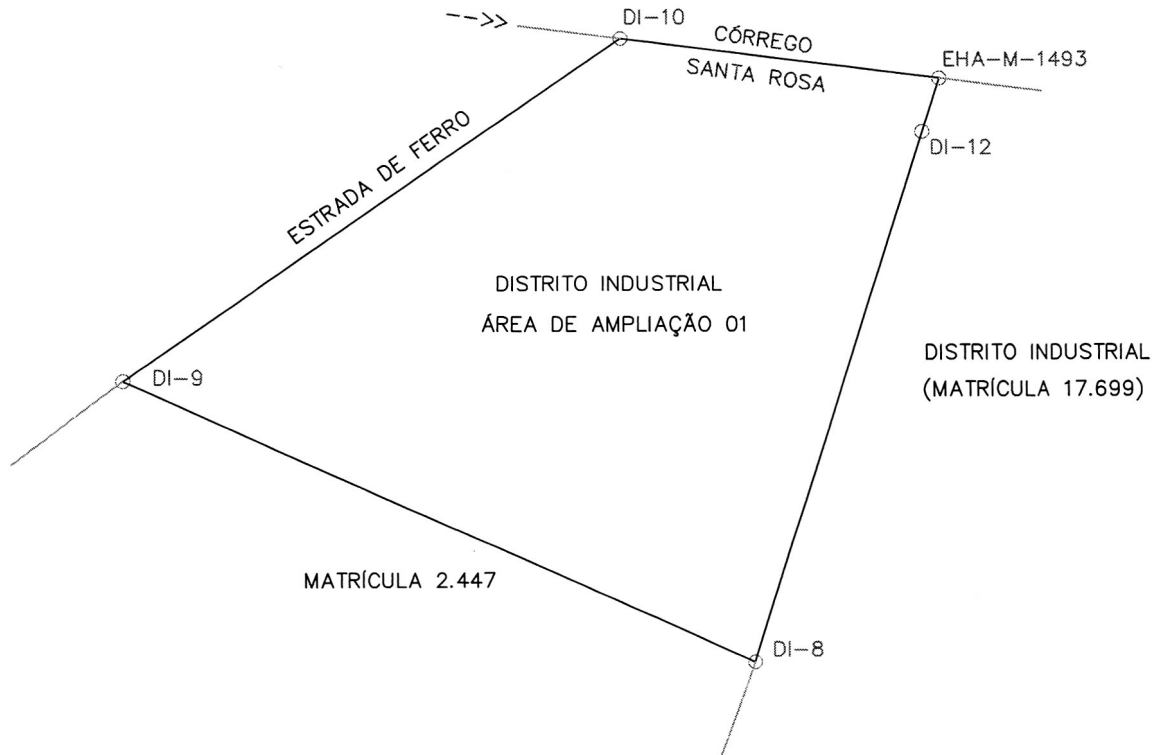 -->>
DI-10
CÓRREGO
SANTA ROSA
EHA-M-1493
DI-12
ESTRADA DE FERRO
DISTRITO INDUSTRIAL
ÁREA DE AMPLIAÇÃO 01
DISTRITO INDUSTRIAL
(MATRÍCULA 17.699)
DI-9
MATRÍCULA 2.447
DI-8